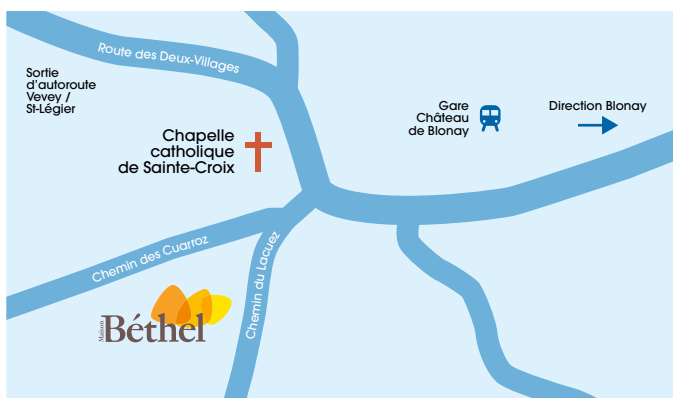 Route des Deux-Villages
Sortie
d'autoroute
Vevey /
St-Légier
Gare
Château
de Blonay
Direction Blonay
Chapelle
catholique
de Sainte-Croix
Chemin des Cuarroz
Chemin du Lacuez
Maison
Béthel